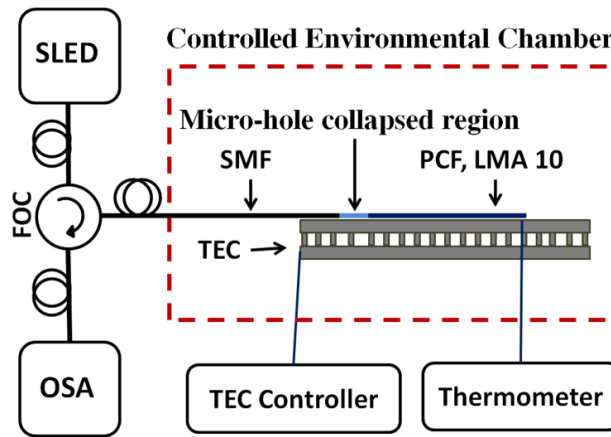 SLED
Controlled Environmental Chamber
Micro-hole collapsed region
SMF
PCF, LMA 10
FOC
TEC
OSA
TEC Controller
Thermometer